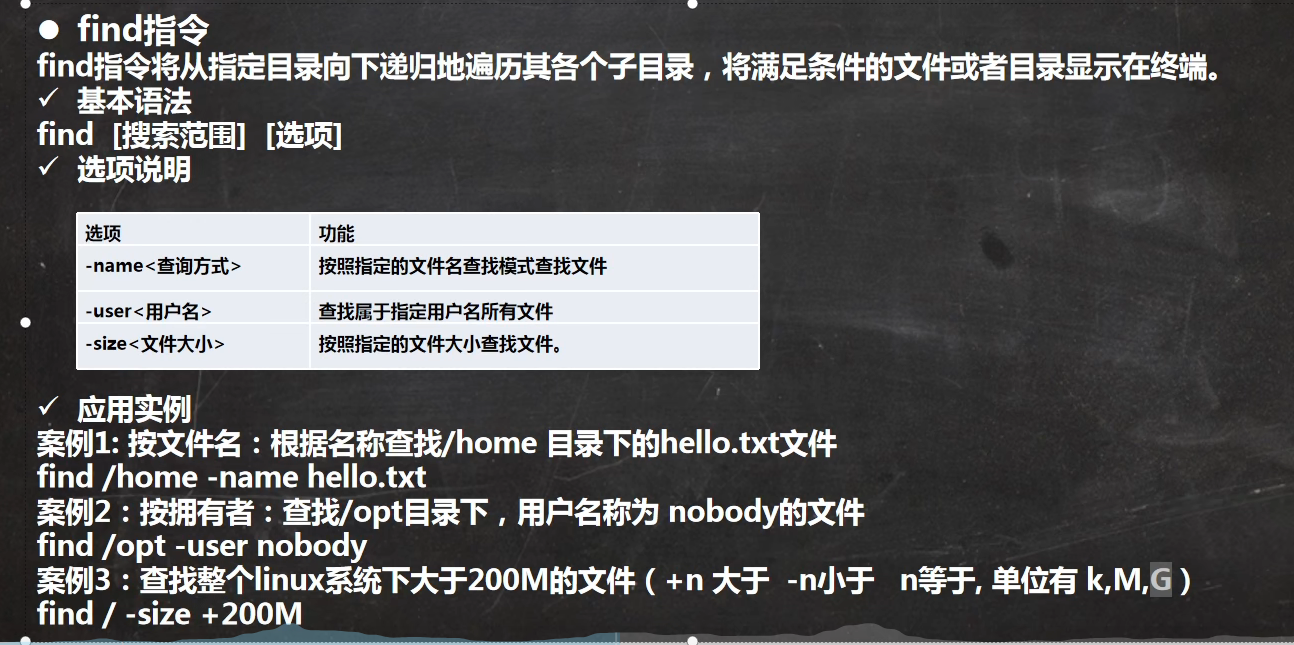 ● find指令
find指令将从指定目录向下递归地遍历其各个子目录，将满足条件的文件或者目录显示在终端。
✓ 基本语法
find [搜索范围] [选项]
✓ 选项说明
选项 功能
-name<查询方式> 按照指定的文件名查找模式查找文件
-user<用户名> 查找属于指定用户名所有文件
-size<文件大小> 按照指定的文件大小查找文件。
✓ 应用实例
案例1: 按文件名：根据名称查找/home 目录下的hello.txt文件
find /home -name hello.txt
案例2：按拥有者：查找/opt目录下，用户名称为 nobody的文件
find /opt -user nobody
案例3：查找整个linux系统下大于200M的文件（+n 大于 -n小于 n等于, 单位有 k,M,G）
find / -size +200M